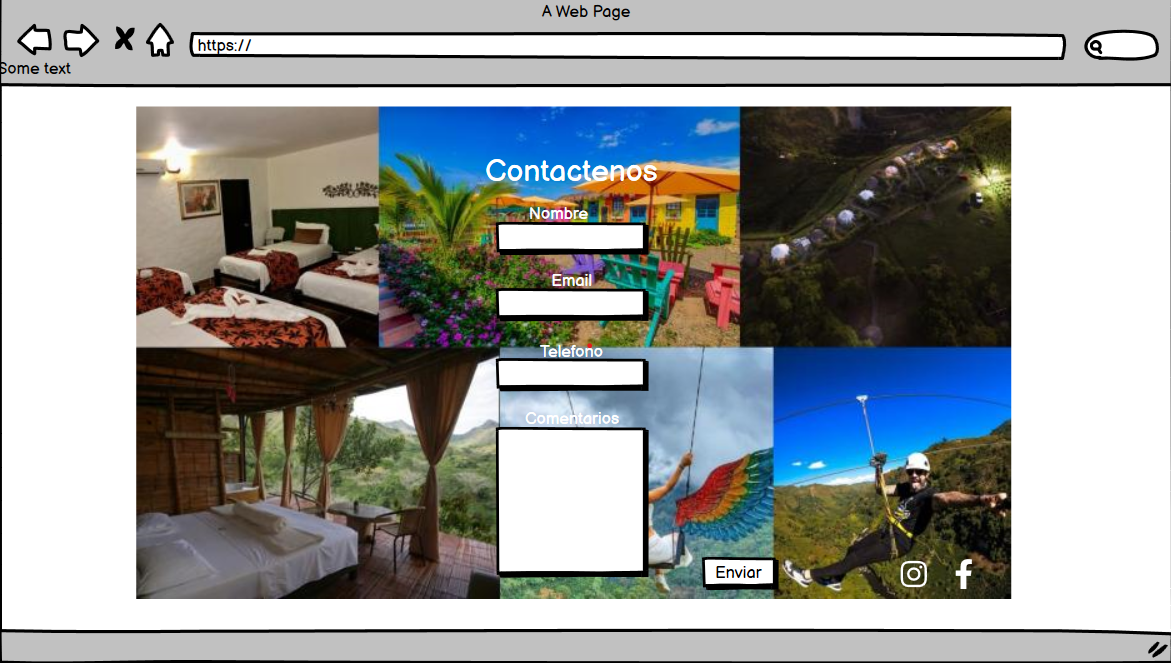 A Web Page
https://
Some text
Contactenos
Nombre
Email
Telefono
Comentarios
Enviar